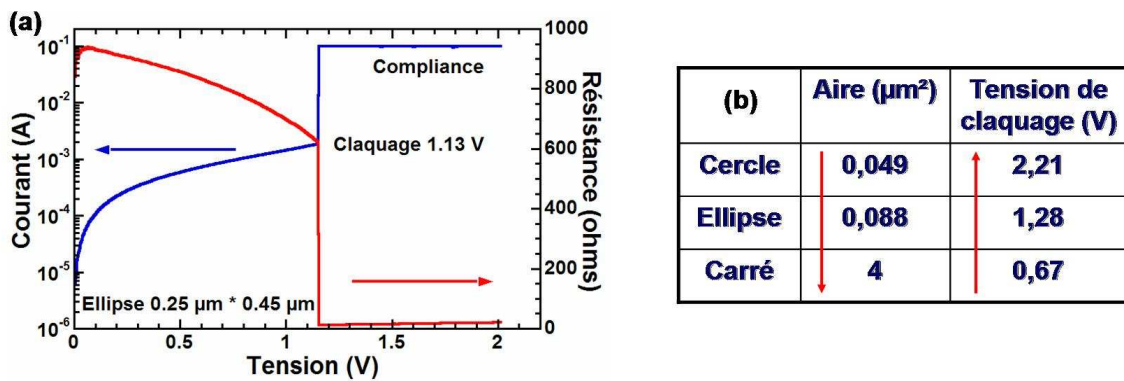 (a)
10⁻¹
10⁻²
10⁻³
10⁻⁴
10⁻⁵
10⁻⁶
Courant (A)
1000
800
600
400
200
0
Résistance (ohms)
Compliance
Claquage 1.13 V
Ellipse 0.25 µm * 0.45 µm
0 0.5 1 1.5 2
Tension (V)
(b) Aire (µm²) Tension de
claquage (V)
Cercle 0,049 2,21
Ellipse 0,088 1,28
Carré 4 0,67